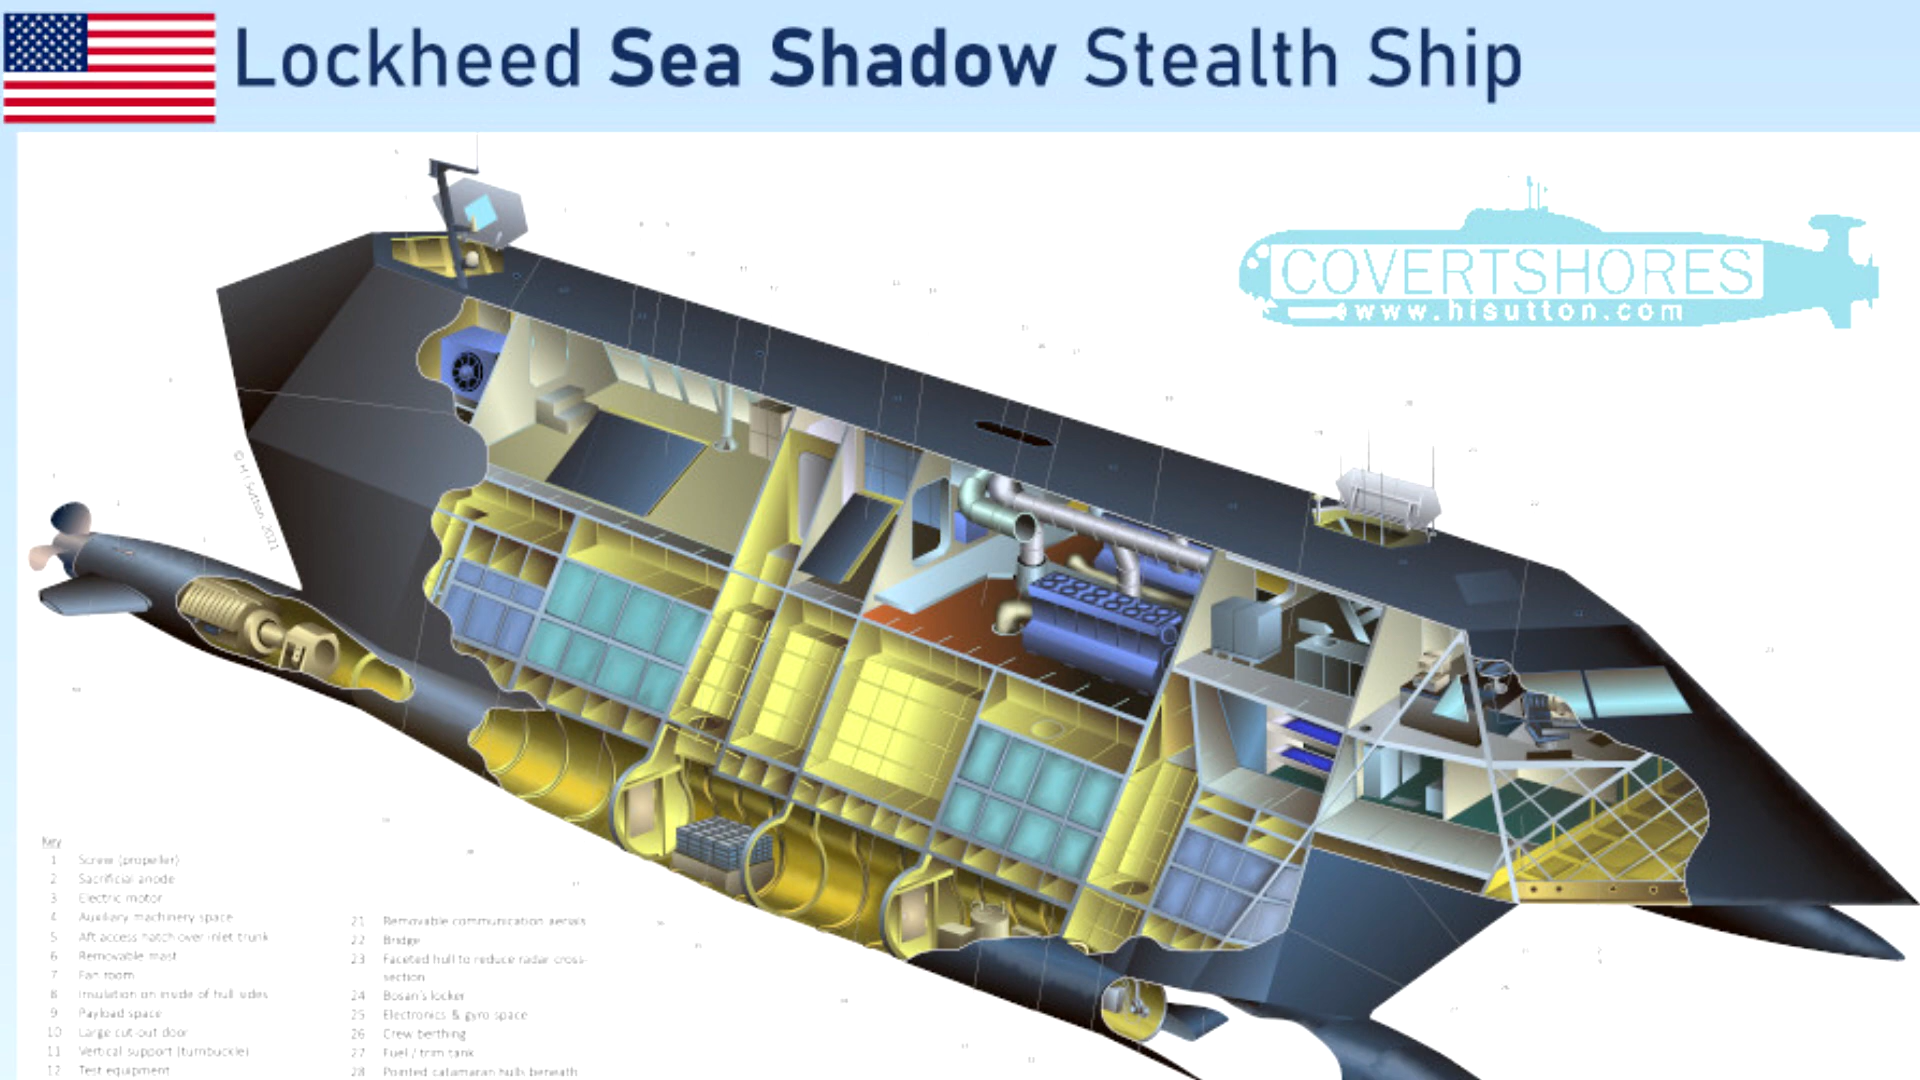 Lockheed Sea Shadow Stealth Ship
COVERTSHORES
www.hisutton.com
© H I Sutton, 2021
Key
1 Screw (propeller)
2 Sacrificial anode
3 Electric motor
4 Auxiliary machinery space
5 Aft access hatch over inlet trunk
6 Removable mast
7 Fan room
8 Insulation on inside of hull sides
9 Payload space
10 Large cut-out door
11 Vertical support (turnbuckle)
12 Test equipment
21 Removable communication aerials
22 Bridge
23 Faceted hull to reduce radar cross-
section
24 Bosan's locker
25 Electronics & gyro space
26 Crew berthing
27 Fuel / trim tank
28 Pointed catamaran hulls beneath